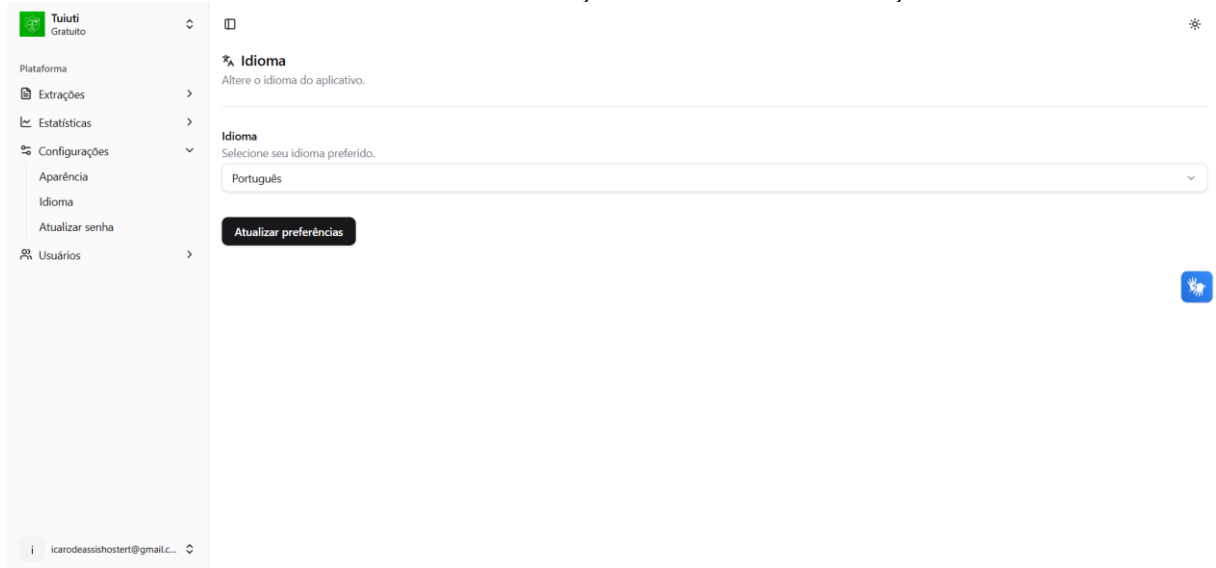 Tuiuti
Gratuito
Plataforma
Extrações
Estatísticas
Configurações
Aparência
Idioma
Atualizar senha
Usuários
icarodeassishostert@gmail.c...
Idioma
Altere o idioma do aplicativo.
Idioma
Selecione seu idioma preferido.
Português
Atualizar preferências